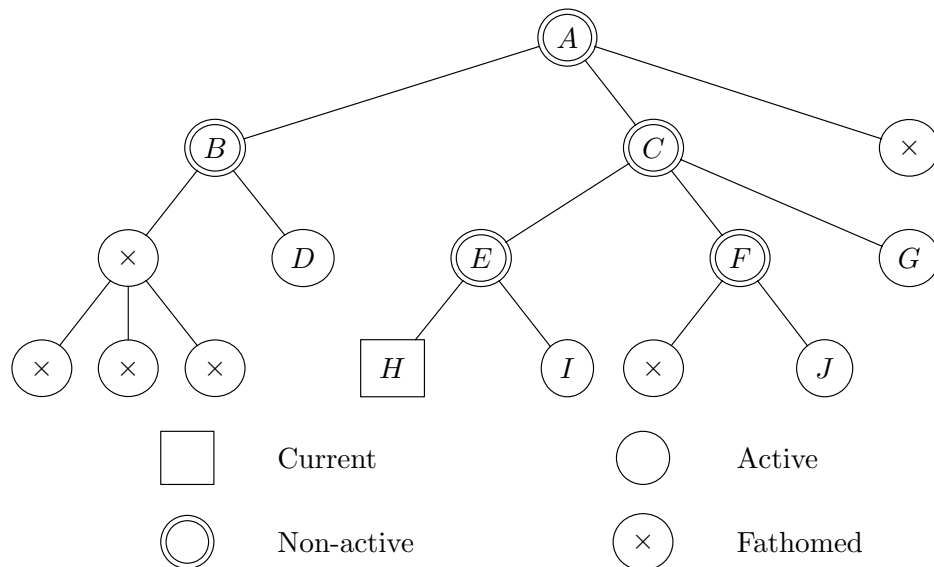 A
B C ×
× D E F G
× × × H I × J
Current Active
Non-active × Fathomed